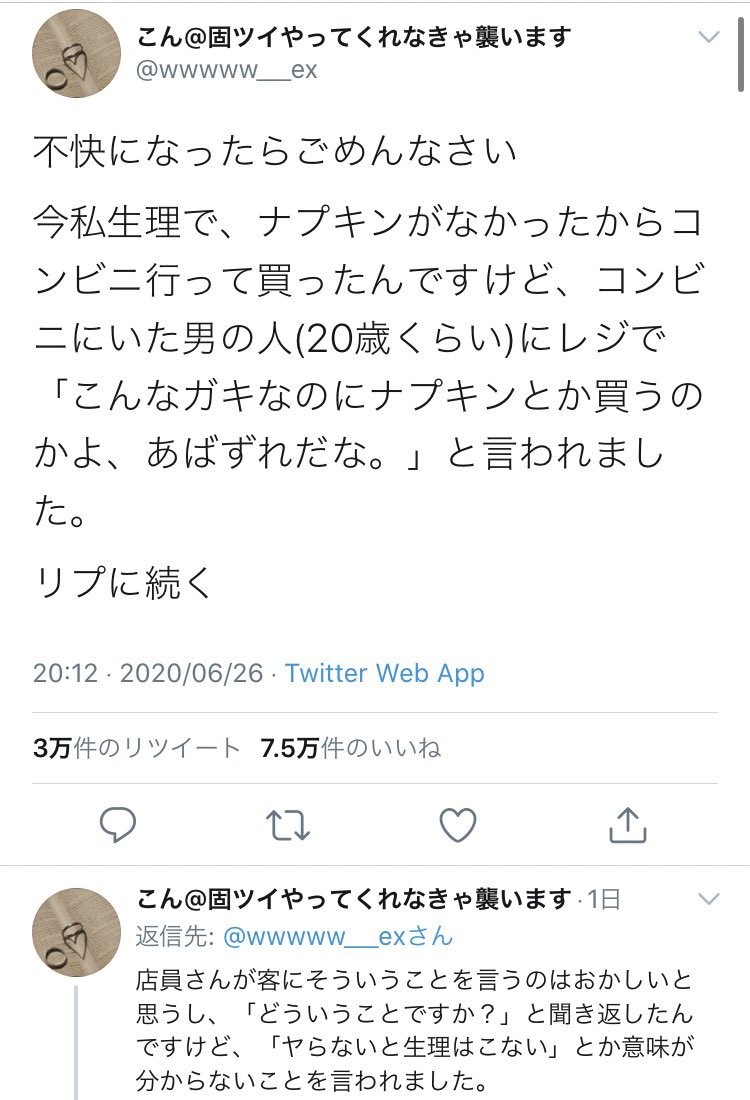 こん@固ツイやってくれなきゃ襲います
@wwwww___ex
不快になったらごめんなさい
今私生理で、ナプキンがなかったからコ
ンビニ行って買ったんですけど、コンビ
ニにいた男の人(20歳くらい)にレジで
「こんなガキなのにナプキンとか買うの
かよ、あばずれだな。」と言われまし
た。
リプに続く
20:12 · 2020/06/26 · Twitter Web App
3万件のリツイート 7.5万件のいいね
こん@固ツイやってくれなきゃ襲います · 1日
返信先: @wwwww___exさん
店員さんが客にそういうことを言うのはおかしいと
思うし、「どういうことですか？」と聞き返したん
ですけど、「ヤらないと生理はこない」とか意味が
分からないことを言われました。